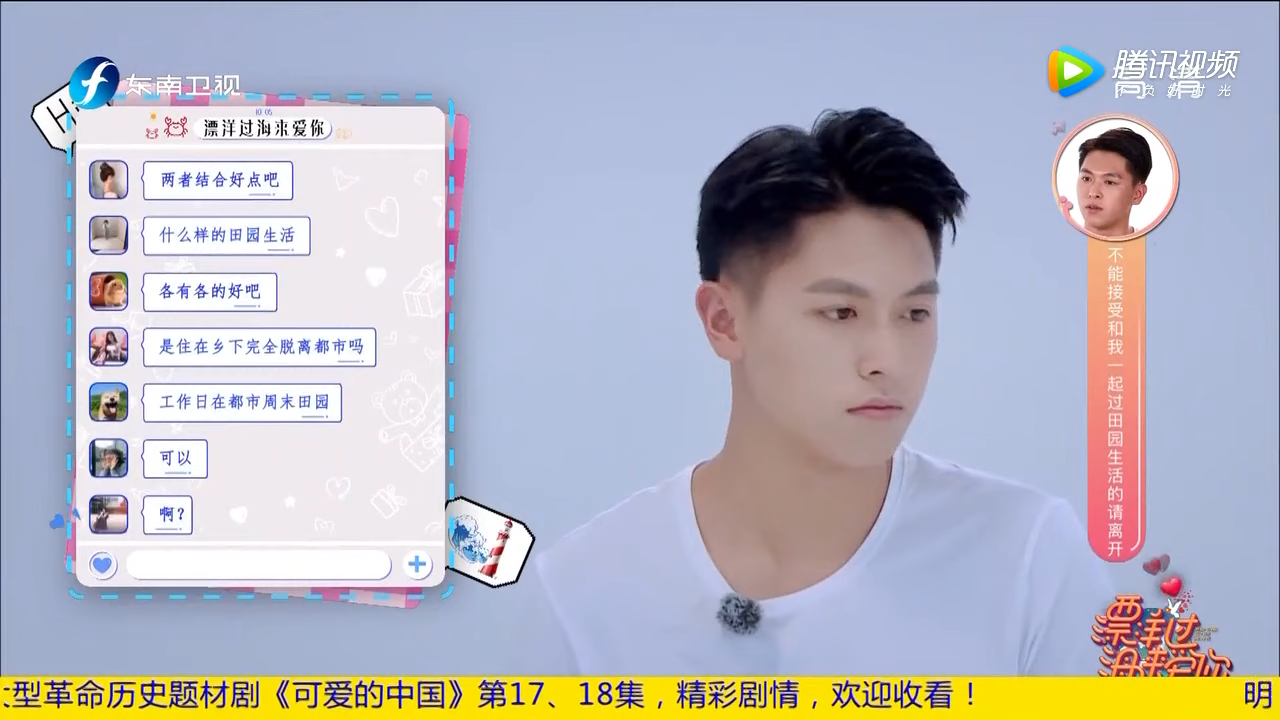 东南卫视
腾讯视频
高清
10:05
漂洋过海来爱你
两者结合好点吧
什么样的田园生活
各有各的好吧
是住在乡下完全脱离都市吗
工作日在都市周末田园
可以
啊？
不能接受和我一起过田园生活的请离开
漂洋过
海来爱你
型革命历史题材剧《可爱的中国》第17、18集，精彩剧情，欢迎收看！
明